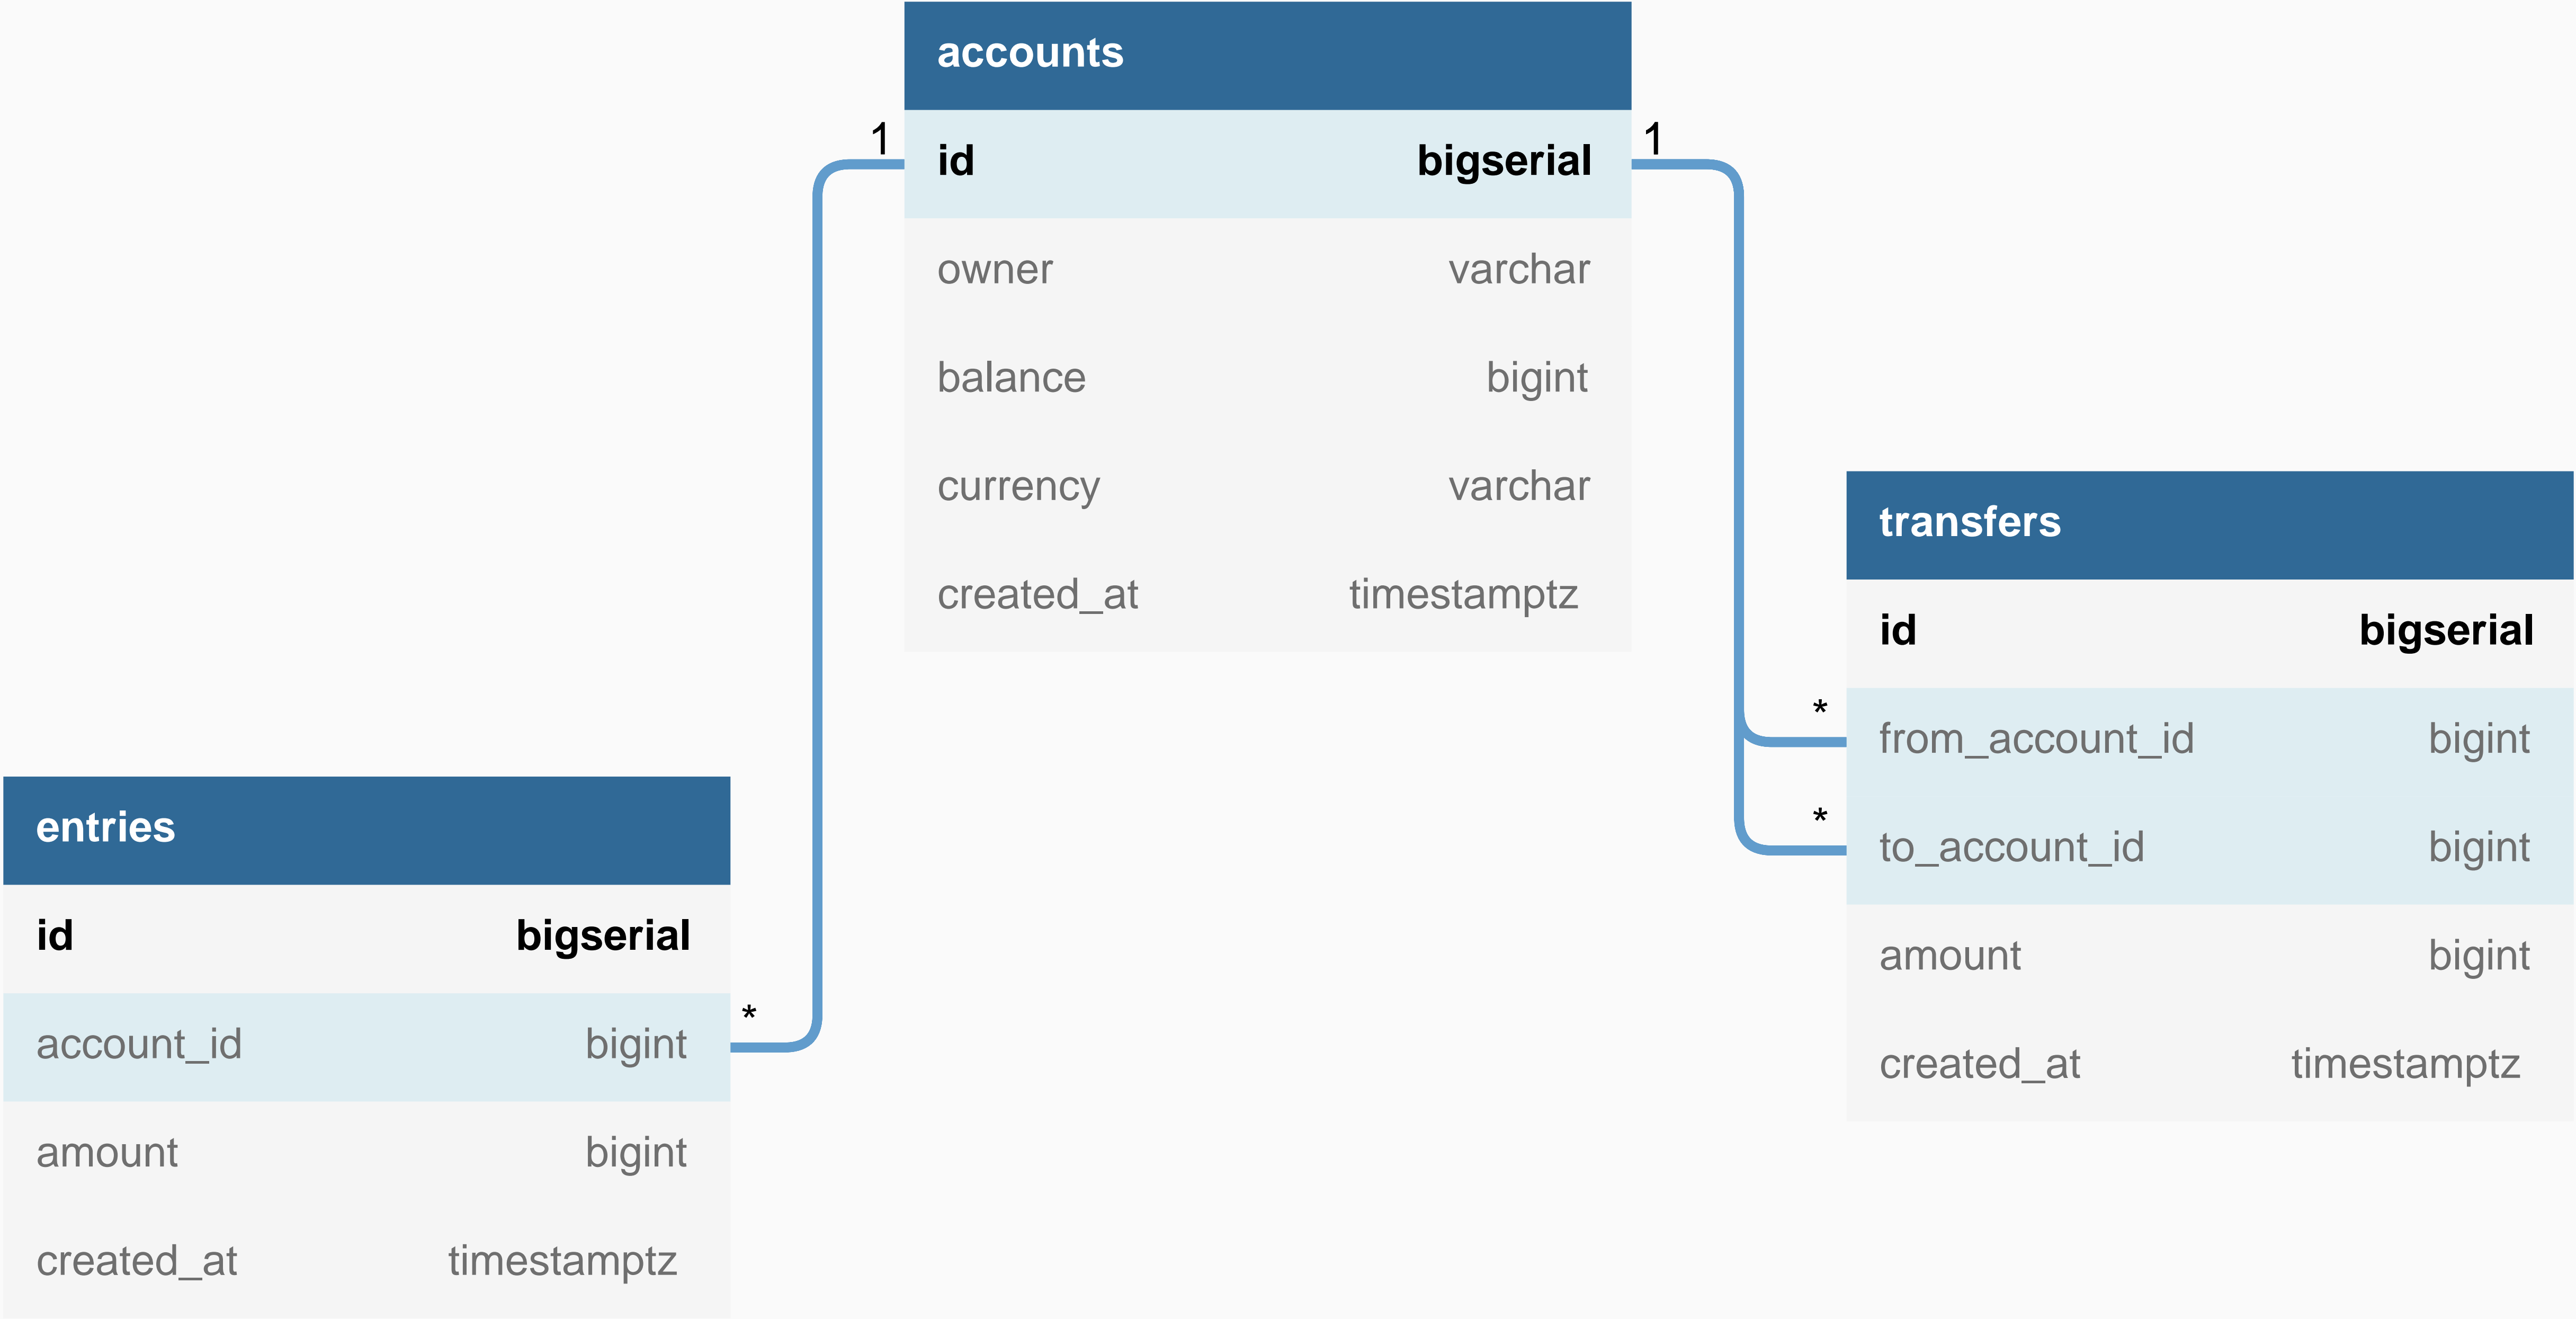 accounts
1 id bigserial 1
owner varchar
balance bigint
currency varchar
created_at timestamptz
transfers
id bigserial
* from_account_id bigint
* to_account_id bigint
amount bigint
created_at timestamptz
entries
id bigserial
account_id bigint *
amount bigint
created_at timestamptz